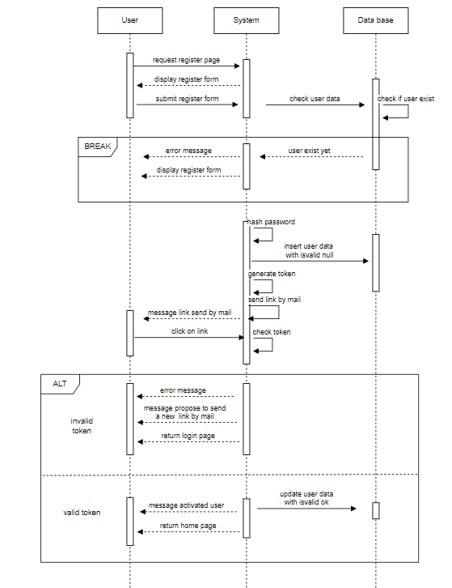 User
System
Data base
request register page
display register form
submit register form
check user data
check if user exist
BREAK
error message
user exist yet
display register form
hash password
insert user data
with isvalid null
generate token
send link by mail
message link send by mail
click on link
check token
ALT
error message
invalid
token
message propose to send
a new link by mail
return login page
valid token
message activated user
update user data
with isvalid ok
return home page